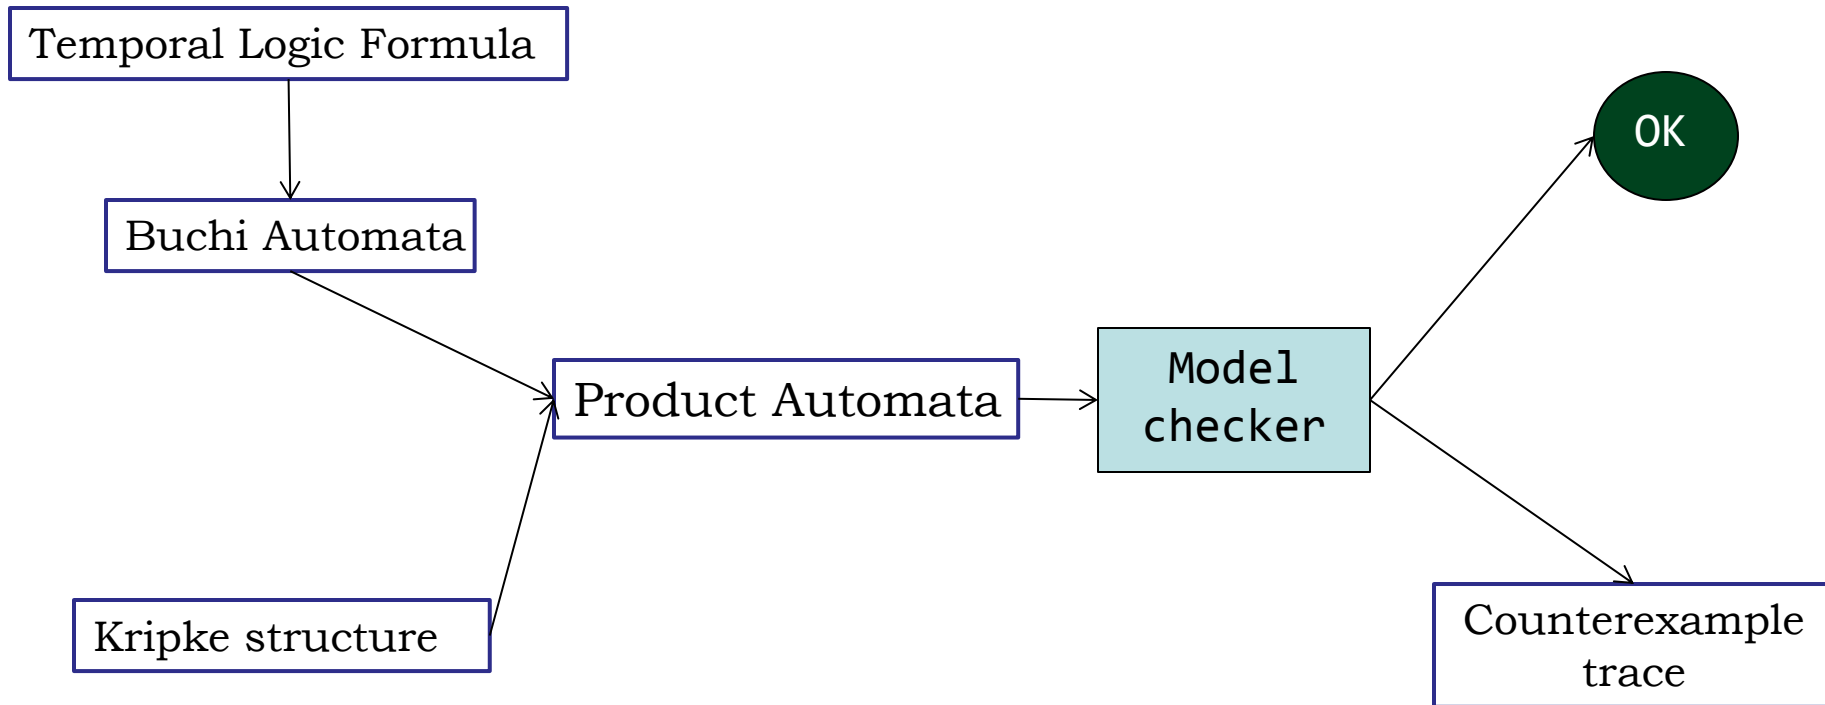 Temporal Logic Formula
OK
Buchi Automata
Product Automata
Model
checker
Kripke structure
Counterexample
trace